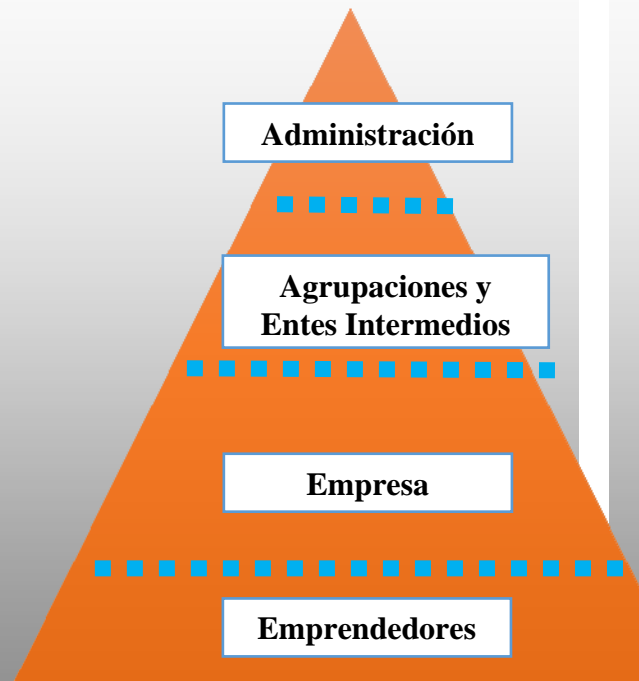 Administración
Agrupaciones y
Entes Intermedios
Empresa
Emprendedores